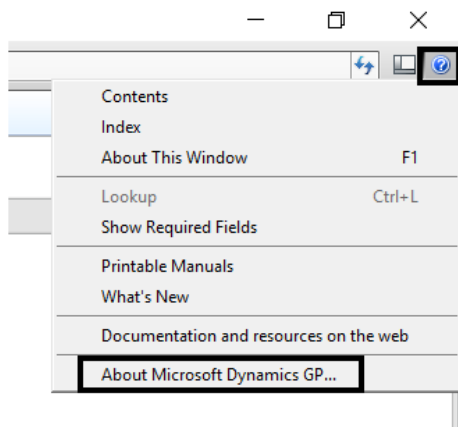 Contents
Index
About This Window F1
Lookup Ctrl+L
Show Required Fields
Printable Manuals
What's New
Documentation and resources on the web
About Microsoft Dynamics GP...